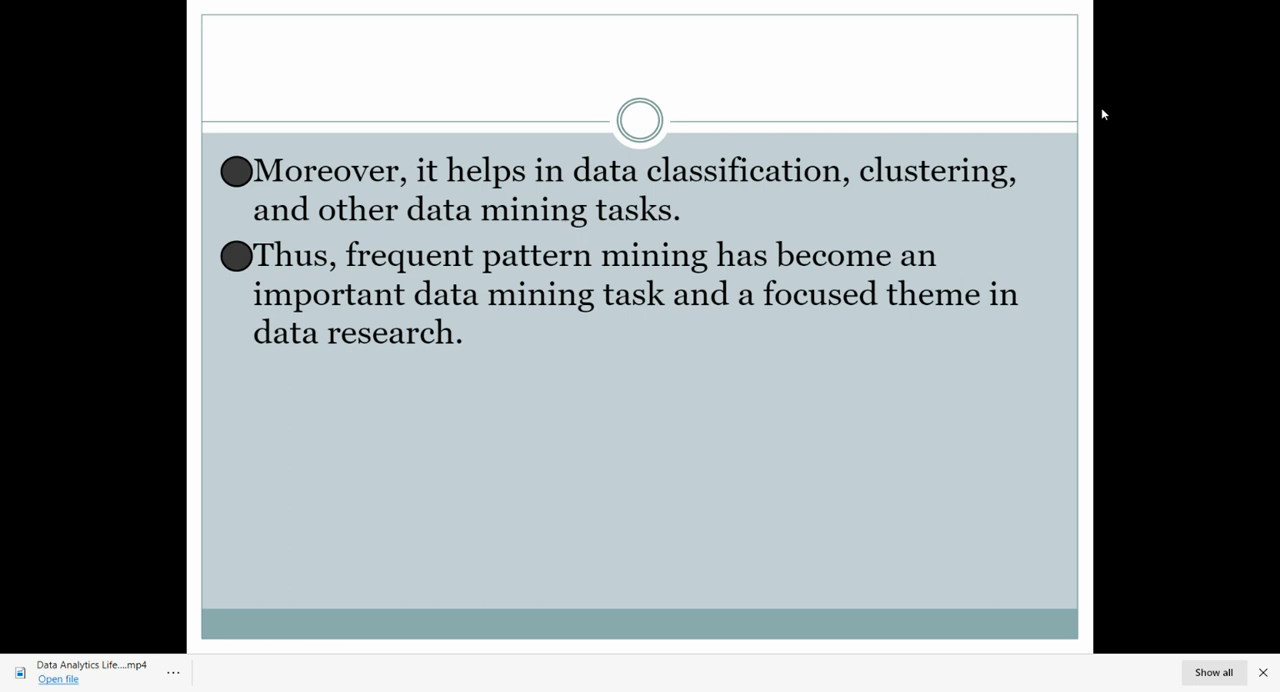 Moreover, it helps in data classification, clustering,
and other data mining tasks.
Thus, frequent pattern mining has become an
important data mining task and a focused theme in
data research.
Data Analytics Life....mp4
Open file
Show all